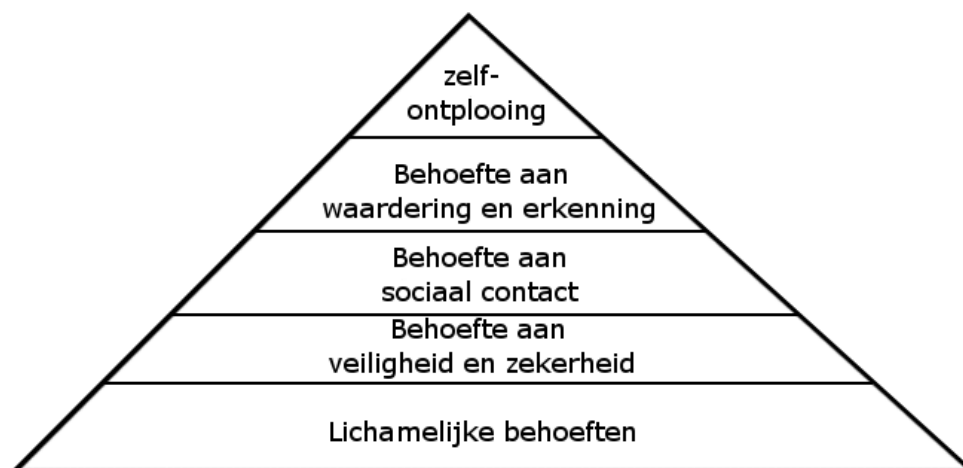 zelf-
ontplooing
Behoefte aan
waardering en erkenning
Behoefte aan
sociaal contact
Behoefte aan
veiligheid en zekerheid
Lichamelijke behoeften